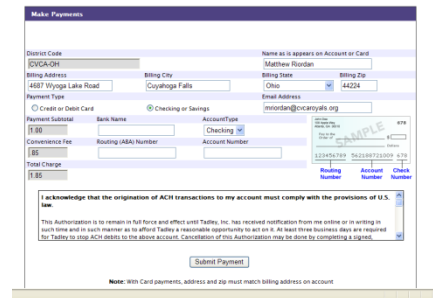 Make Payments
District Code Name as is appears on Account or Card
CVCA-OH Matthew Riordan
Billing Address Billing City Billing State Billing Zip
4687 Wyoga Lake Road Cuyahoga Falls Ohio 44224
Payment Type Email Address
Credit or Debit Card Checking or Savings mriordan@cvcaroyals.org
Payment Subtotal Bank Name AccountType
1.00 Checking
Convenience Fee Routing (ABA) Number Account Number
.85
Total Charge
1.85
678
SAMPLE
123456789 562180721009 678
Routing Number Account Number Check Number
I acknowledge that the origination of ACH transactions to my account must comply with the provisions of U.S.
law.
This Authorization is to remain in full force and effect until Tadley, Inc. has received notification from me online or in writing in
such time and in such manner as to afford Tadley a reasonable opportunity to act on it. At least three business days are required
for Tadley to stop ACH debits to the above account. Cancellation of this Authorization may be done by completing a signed,
Submit Payment
Note: With Card payments, address and zip must match billing address on account